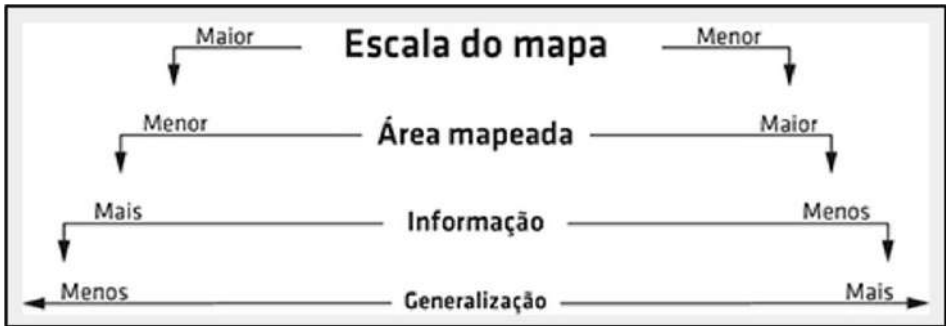 Maior Escala do mapa Menor
Menor Área mapeada Maior
Mais Informação Menos
Menos Generalização Mais